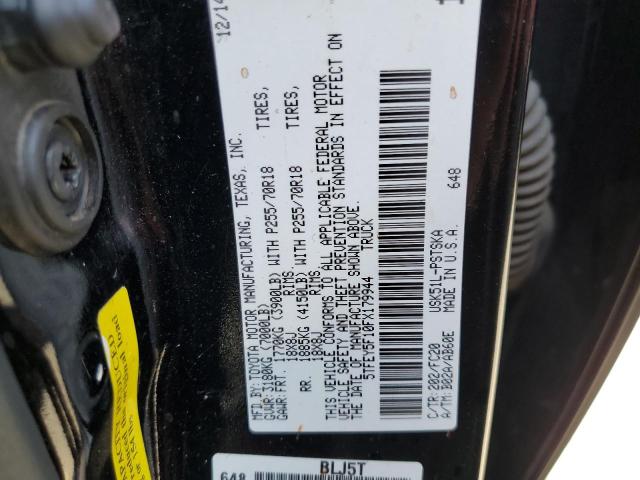 12/14
MFD.BY: TOYOTA MOTOR MANUFACTURING, TEXAS, INC.
GVWR: 3180KG (7000LB)
GAWR: FRT. 1770KG (3900LB) WITH P255/70R18 TIRES,
18X8J RIMS.
RR. 1885KG (4150LB) WITH P255/70R18 TIRES,
18X8J RIMS.
THIS VEHICLE CONFORMS TO ALL APPLICABLE FEDERAL MOTOR
VEHICLE SAFETY AND THEFT PREVENTION STANDARDS IN EFFECT ON
THE DATE OF MANUFACTURE SHOWN ABOVE.
5TFEY5F10FX179944 TRUCK
C/TR: 202/FC20 USK51L-PSTSKA 648
A/TM: B02A/AB60E MADE IN U.S.A.
BLJ5T
648